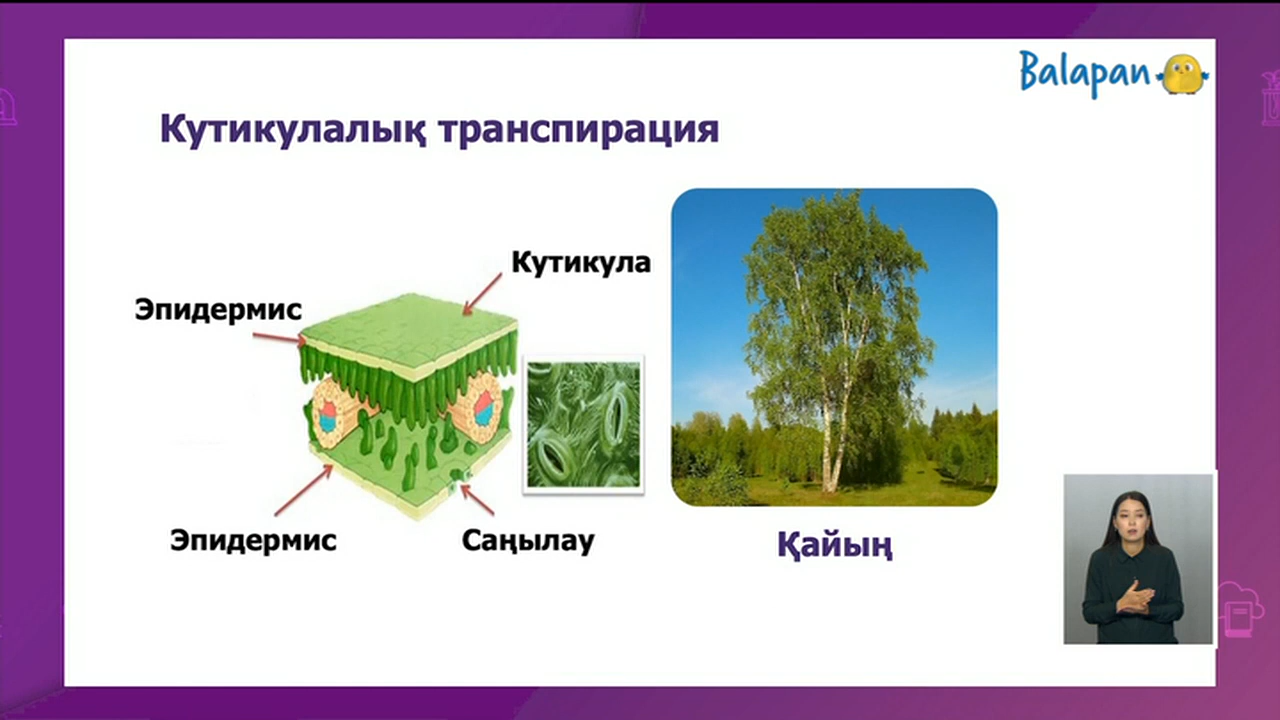 Balapan
Кутикулалық транспирация
Кутикула
Эпидермис
Эпидермис
Саңылау
Қайың